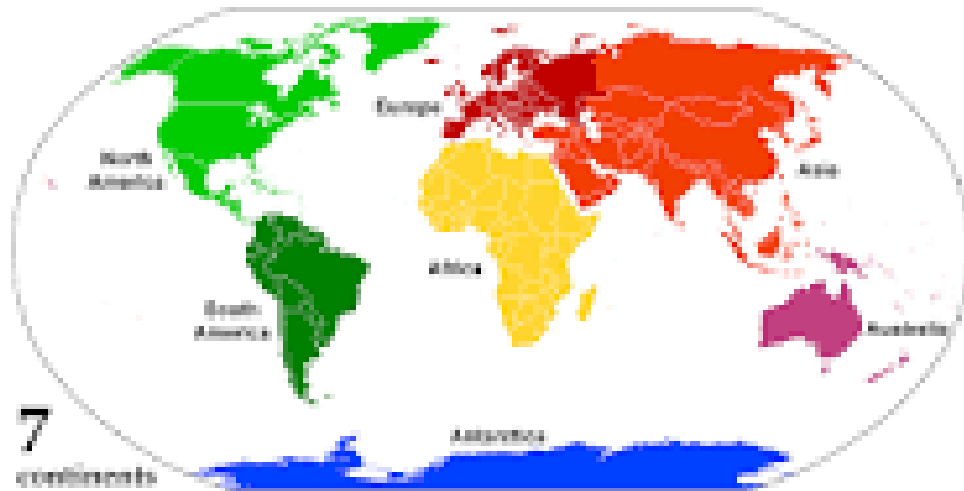 Europe
North
America
Asia
Africa
South
America
Australia
7
continents
Antarctica